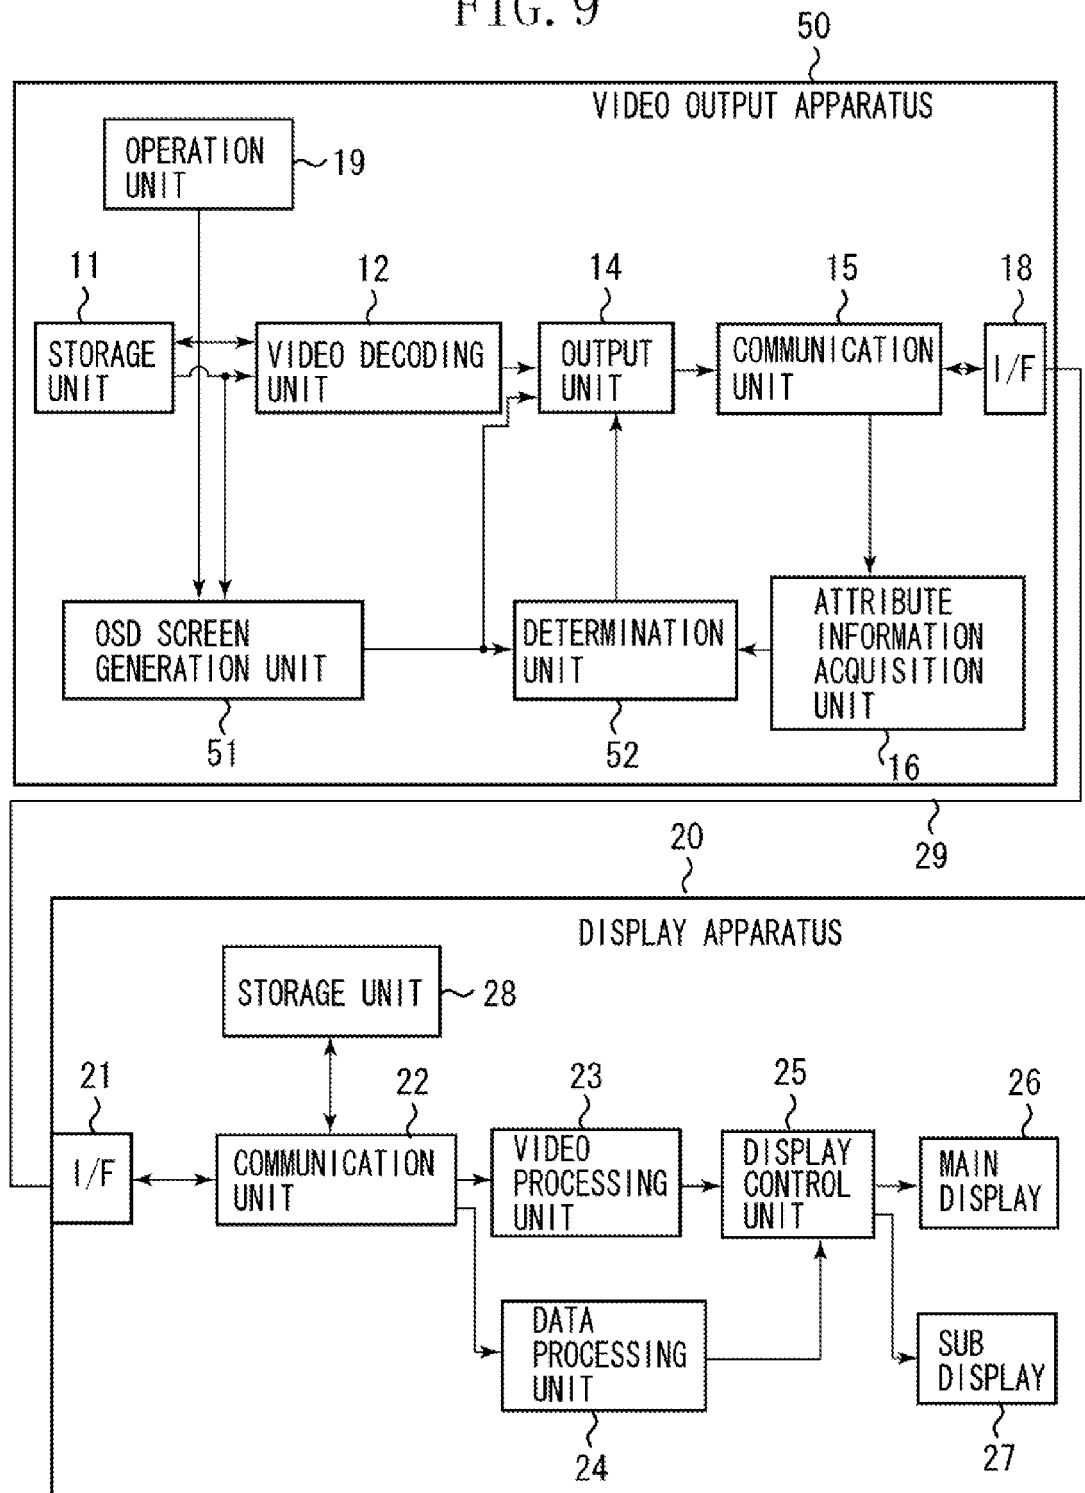 FIG. 9
50
VIDEO OUTPUT APPARATUS
OPERATION
UNIT
19
11
12
14
15
18
STORAGE
UNIT
VIDEO DECODING
UNIT
OUTPUT
UNIT
COMMUNICATION
UNIT
I/F
OSD SCREEN
GENERATION UNIT
DETERMINATION
UNIT
ATTRIBUTE
INFORMATION
ACQUISITION
UNIT
51
52
16
29
20
DISPLAY APPARATUS
STORAGE UNIT
28
21
22
23
25
26
I/F
COMMUNICATION
UNIT
VIDEO
PROCESSING
UNIT
DISPLAY
CONTROL
UNIT
MAIN
DISPLAY
DATA
PROCESSING
UNIT
SUB
DISPLAY
24
27